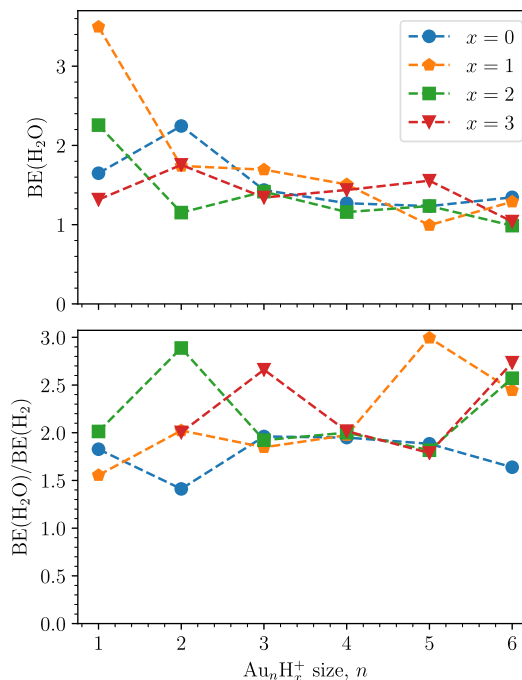 3
2
1
0
BE(H₂O)
x = 0
x = 1
x = 2
x = 3
3.0
2.5
2.0
1.5
1.0
0.5
0.0
BE(H₂O)/BE(H₂)
1 2 3 4 5 6
AuₙHₓ⁺ size, n